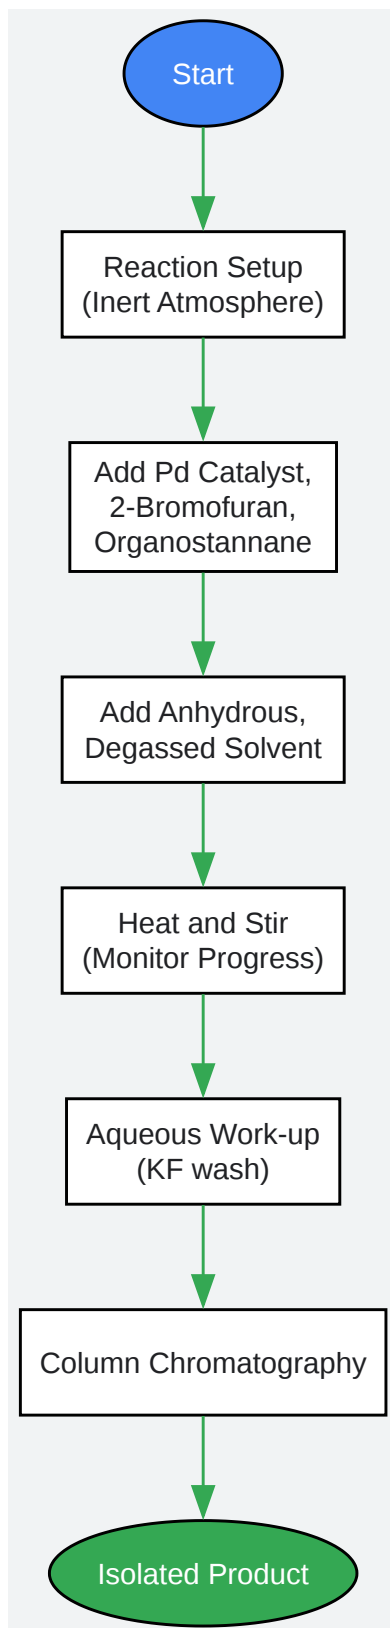 Start
Reaction Setup
(Inert Atmosphere)
Add Pd Catalyst,
2-Bromofuran,
Organostannane
Add Anhydrous,
Degassed Solvent
Heat and Stir
(Monitor Progress)
Aqueous Work-up
(KF wash)
Column Chromatography
Isolated Product